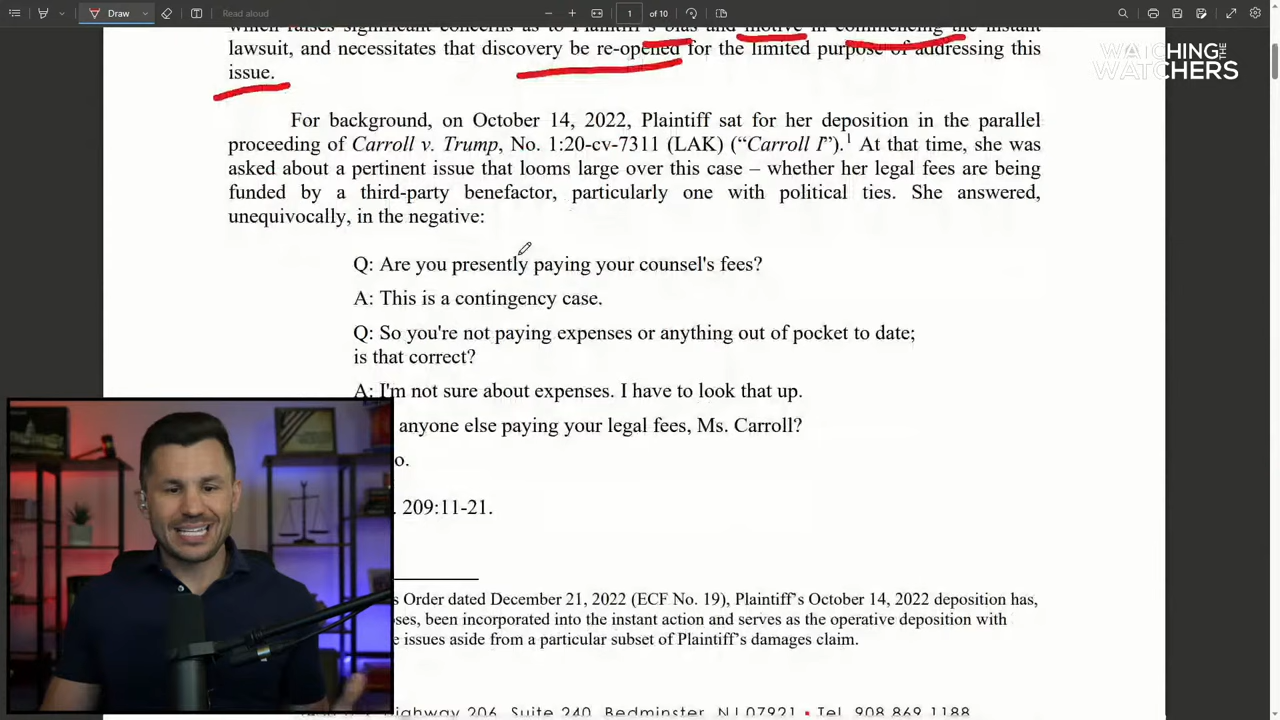 Draw
Read aloud
1 of 10
WATCHING THE WATCHERS
lawsuit, and necessitates that discovery be re-opened for the limited purpose of addressing this
issue.
For background, on October 14, 2022, Plaintiff sat for her deposition in the parallel
proceeding of Carroll v. Trump, No. 1:20-cv-7311 (LAK) (“Carroll I”).1 At that time, she was
asked about a pertinent issue that looms large over this case – whether her legal fees are being
funded by a third-party benefactor, particularly one with political ties. She answered,
unequivocally, in the negative:
Q: Are you presently paying your counsel's fees?
A: This is a contingency case.
Q: So you're not paying expenses or anything out of pocket to date;
is that correct?
A: I'm not sure about expenses. I have to look that up.
anyone else paying your legal fees, Ms. Carroll?
o.
. 209:11-21.
s Order dated December 21, 2022 (ECF No. 19), Plaintiff’s October 14, 2022 deposition has,
oses, been incorporated into the instant action and serves as the operative deposition with
e issues aside from a particular subset of Plaintiff’s damages claim.
Highway 206, Suite 240, Bedminster, NJ 07921 • Tel. 908.869.1188